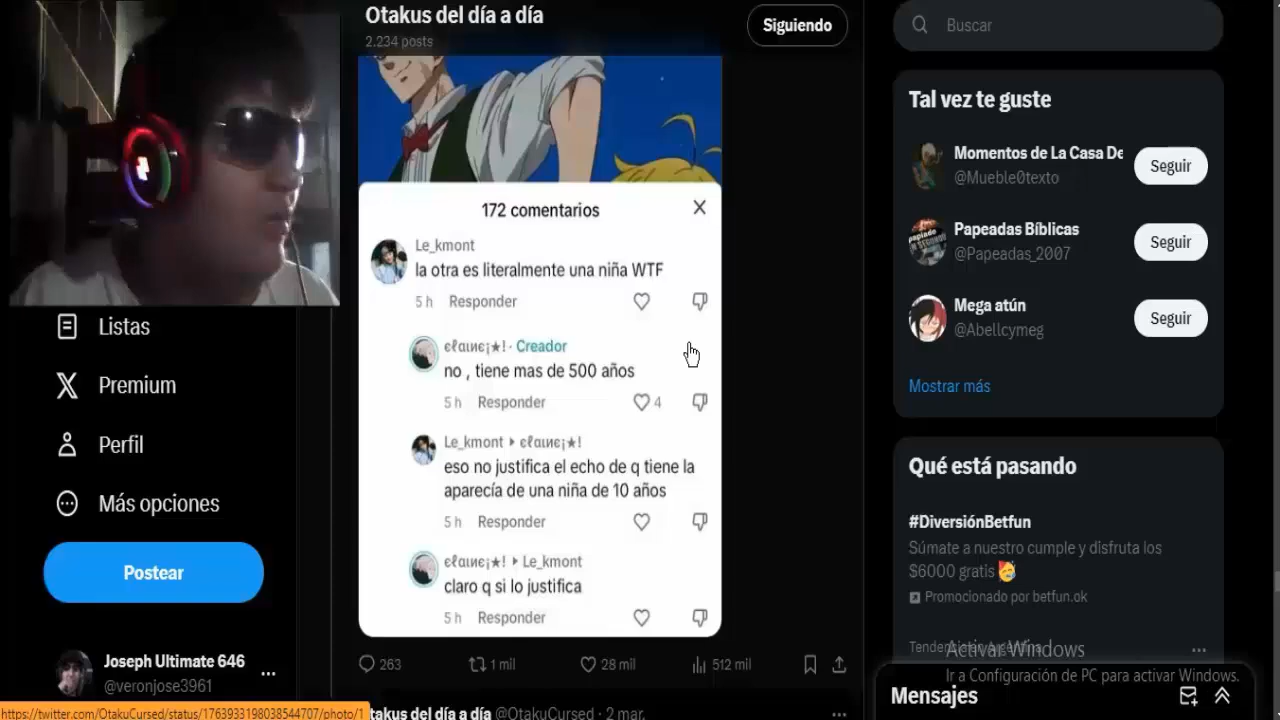 Otakus del día a día
2.234 posts
Siguiendo
Buscar
172 comentarios
Le_kmont
la otra es literalmente una niña WTF
5 h Responder
єℓαιиє¡★! · Creador
no , tiene mas de 500 años
5 h Responder 4
Le_kmont ▸ єℓαιиє¡★!
eso no justifica el echo de q tiene la
aparecía de una niña de 10 años
5 h Responder
єℓαιиє¡★! ▸ Le_kmont
claro q si lo justifica
5 h Responder
263 1 mil 28 mil 512 mil
takus del día a día @OtakuCursed · 2 mar.
Listas
Premium
Perfil
Más opciones
Postear
Joseph Ultimate 646
@veronjose3961
https://twitter.com/OtakuCursed/status/1763933198038544707/photo/1
Tal vez te guste
Momentos de La Casa De
@Mueble0texto
Seguir
Papeadas Bíblicas
@Papeadas_2007
Seguir
Mega atún
@Abellcymeg
Seguir
Mostrar más
Qué está pasando
#DiversiónBetfun
Súmate a nuestro cumple y disfruta los
$6000 gratis
Promocionado por betfun.ok
Activar Windows
Ir a Configuración de PC para activar Windows.
Mensajes